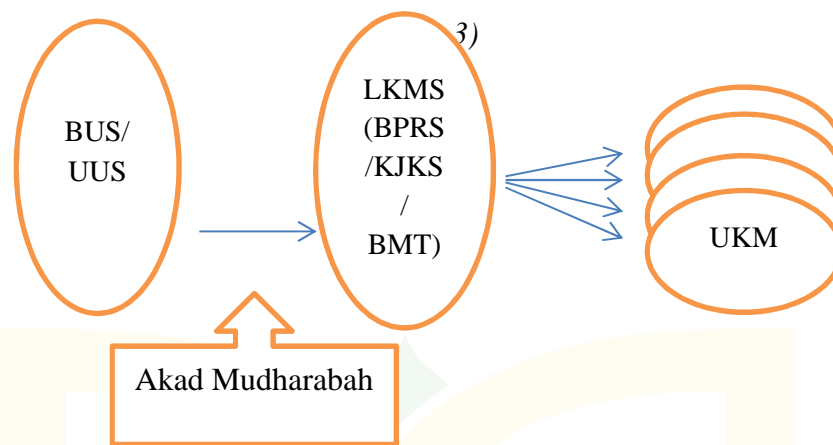 3)
BUS/
UUS
LKMS
(BPRS
/KJKS
/
BMT)
UKM
Akad Mudharabah